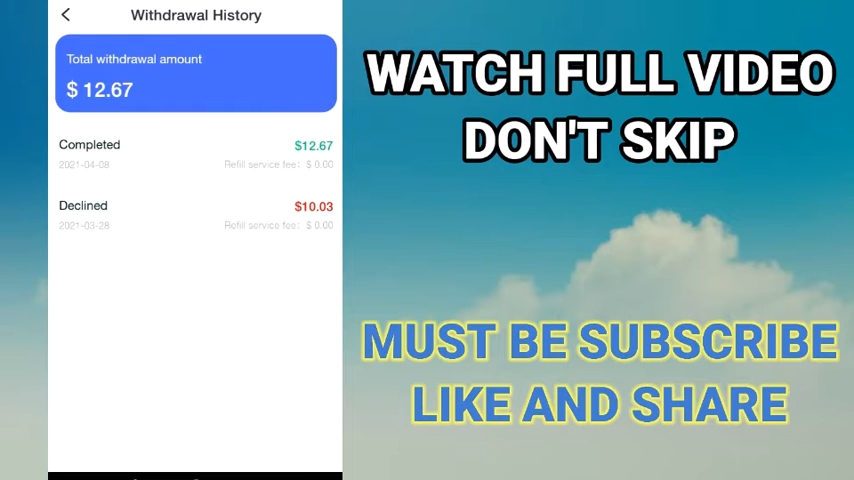 Withdrawal History
Total withdrawal amount
$ 12.67
Completed $12.67
2021-04-08 Refill service fee: $ 0.00
Declined $10.03
2021-03-28 Refill service fee: $ 0.00
WATCH FULL VIDEO
DON'T SKIP
MUST BE SUBSCRIBE
LIKE AND SHARE